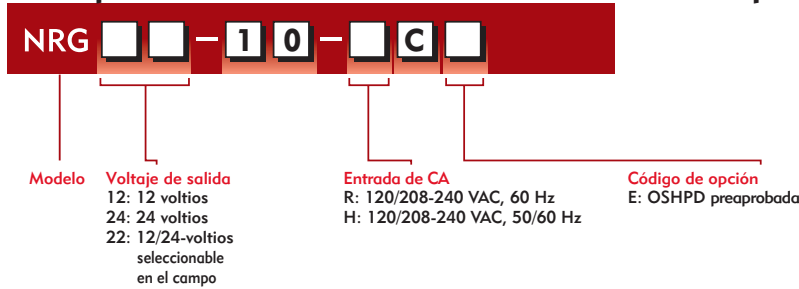 NRG – 1 0 – C
Modelo
Voltaje de salida
12: 12 voltios
24: 24 voltios
22: 12/24-voltios
seleccionable
en el campo
Entrada de CA
R: 120/208-240 VAC, 60 Hz
H: 120/208-240 VAC, 50/60 Hz
Código de opción
E: OSHPD preaprobada